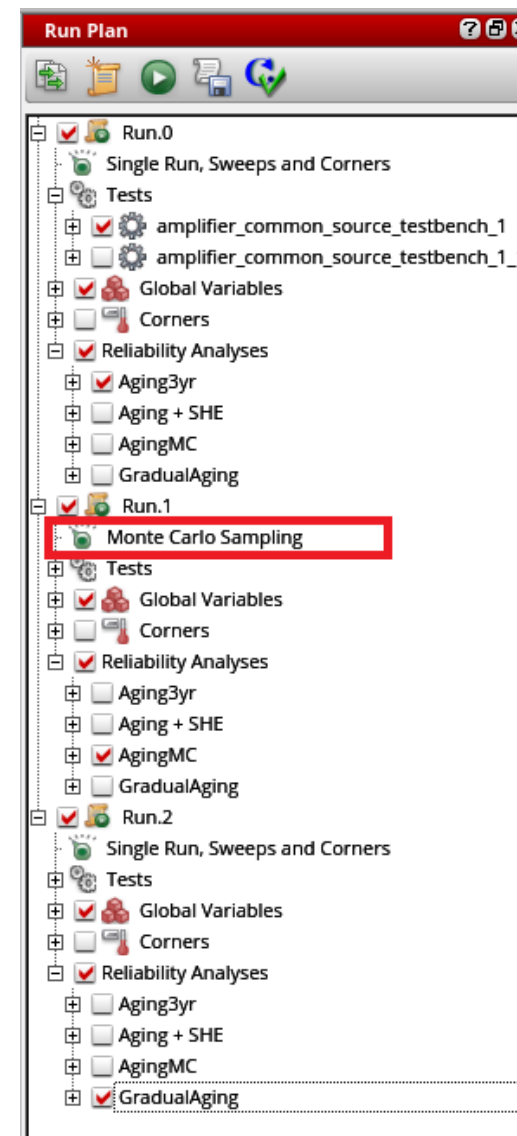 Run Plan
Run.0
Single Run, Sweeps and Corners
Tests
amplifier_common_source_testbench_1
amplifier_common_source_testbench_1_
Global Variables
Corners
Reliability Analyses
Aging3yr
Aging + SHE
AgingMC
GradualAging
Run.1
Monte Carlo Sampling
Tests
Global Variables
Corners
Reliability Analyses
Aging3yr
Aging + SHE
AgingMC
GradualAging
Run.2
Single Run, Sweeps and Corners
Tests
Global Variables
Corners
Reliability Analyses
Aging3yr
Aging + SHE
AgingMC
GradualAging